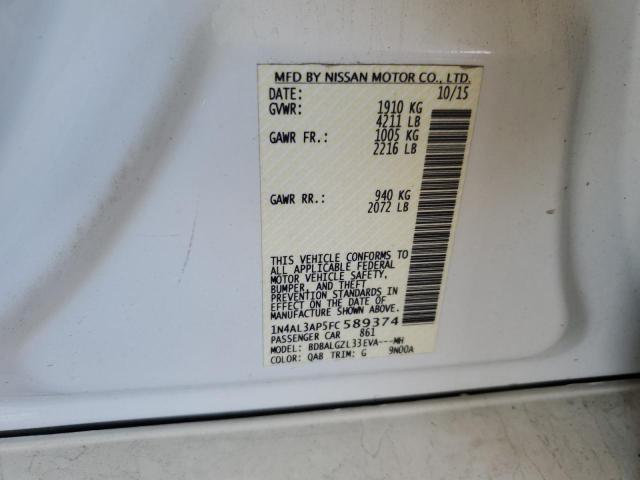 MFD BY NISSAN MOTOR CO., LTD.
DATE: 10/15
GVWR: 1910 KG
4211 LB
GAWR FR.: 1005 KG
2216 LB
GAWR RR.: 940 KG
2072 LB
THIS VEHICLE CONFORMS TO
ALL APPLICABLE FEDERAL
MOTOR VEHICLE SAFETY,
BUMPER, AND THEFT
PREVENTION STANDARDS IN
EFFECT ON THE DATE OF
MANUFACTURE SHOWN ABOVE.
1N4AL3AP5FC589374
PASSENGER CAR 861
MODEL: BDBALGZL33EVA---MH
COLOR: QAB TRIM: G 9N00A